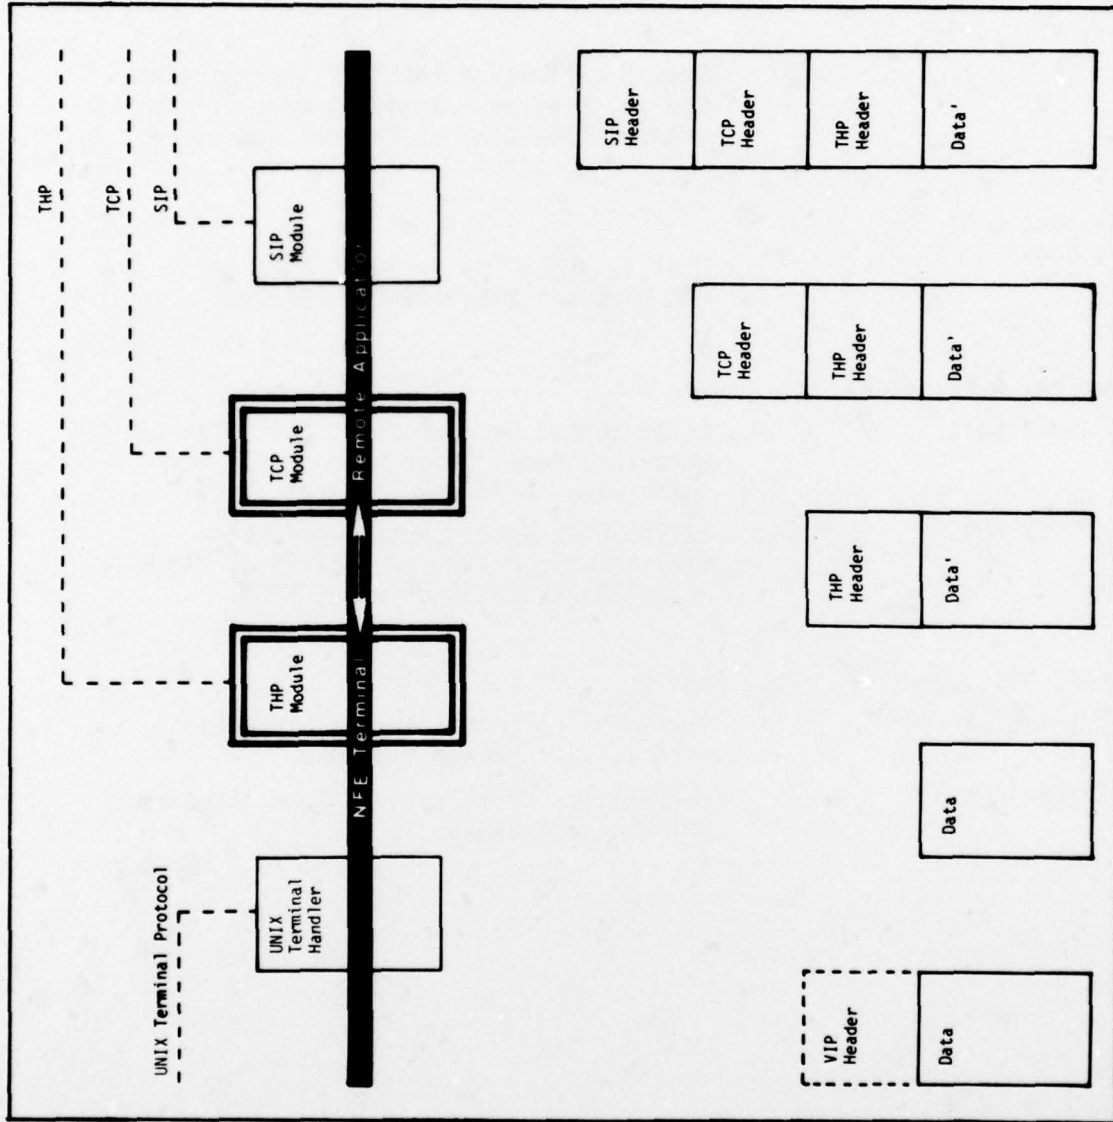 THP
TCP
SIP
UNIX Terminal Protocol
UNIX
Terminal
Handler
THP
Module
TCP
Module
SIP
Module
NFE Terminal
Remote Application
SIP
Header
TCP
Header
TCP
Header
VIP
Header
THP
Header
THP
Header
THP
Header
Data
Data
Data'
Data'
Data'